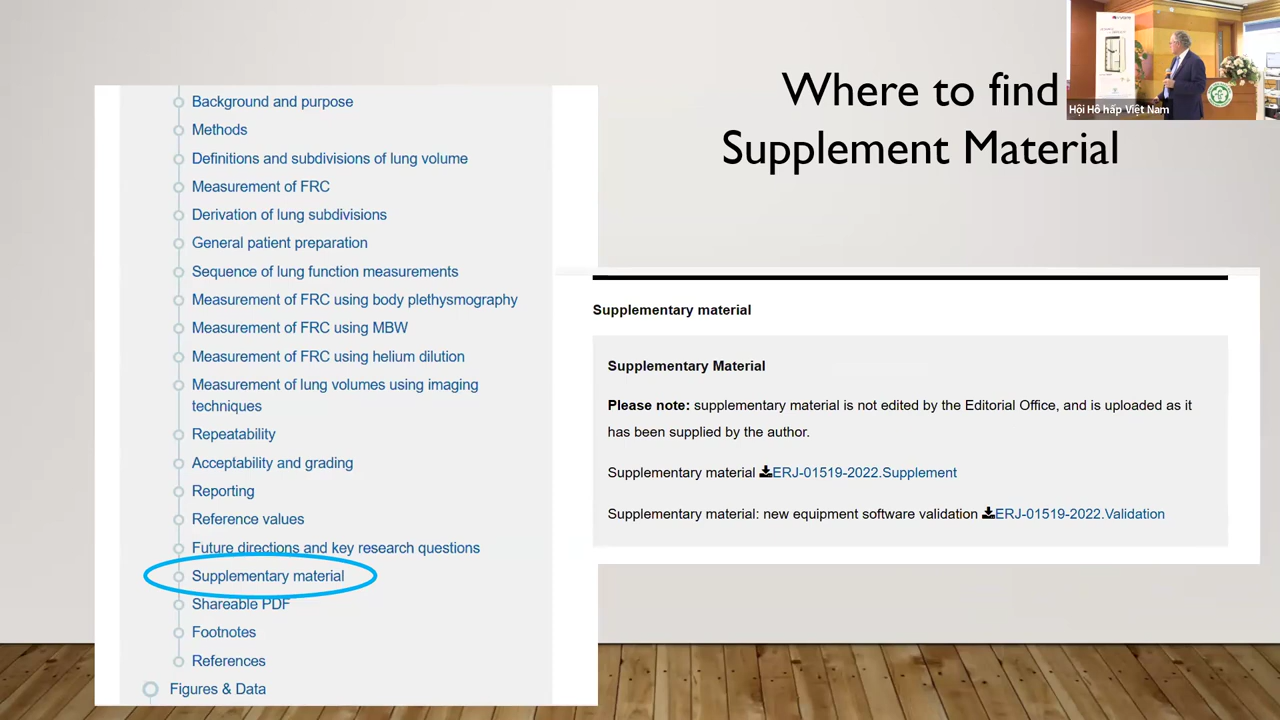 Where to find
Supplement Material
Hội Hô hấp Việt Nam
Background and purpose
Methods
Definitions and subdivisions of lung volume
Measurement of FRC
Derivation of lung subdivisions
General patient preparation
Sequence of lung function measurements
Measurement of FRC using body plethysmography
Measurement of FRC using MBW
Measurement of FRC using helium dilution
Measurement of lung volumes using imaging
techniques
Repeatability
Acceptability and grading
Reporting
Reference values
Future directions and key research questions
Supplementary material
Shareable PDF
Footnotes
References
Figures & Data
Supplementary material
Supplementary Material
Please note: supplementary material is not edited by the Editorial Office, and is uploaded as it
has been supplied by the author.
Supplementary material ERJ-01519-2022.Supplement
Supplementary material: new equipment software validation ERJ-01519-2022.Validation